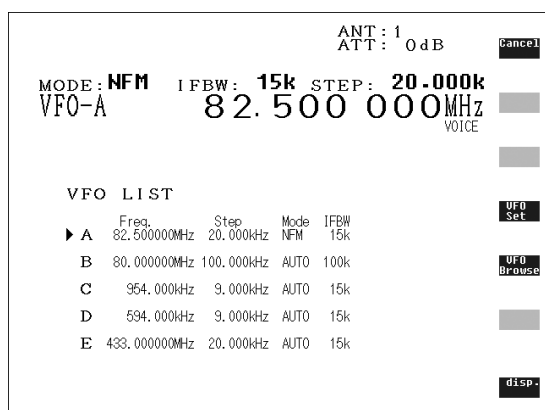 ANT:1
ATT: 0dB
Cancel
MODE:NFM IFBW: 15k STEP: 20.000k
VFO-A 82.500 000MHz
VOICE
VFO LIST
VFO Set
Freq. Step Mode IFBW
▶ A 82.500000MHz 20.000kHz NFM 15k
B 80.000000MHz 100.000kHz AUTO 100k
VFO Browse
C 954.000kHz 9.000kHz AUTO 15k
D 594.000kHz 9.000kHz AUTO 15k
E 433.000000MHz 20.000kHz AUTO 15k
disp.